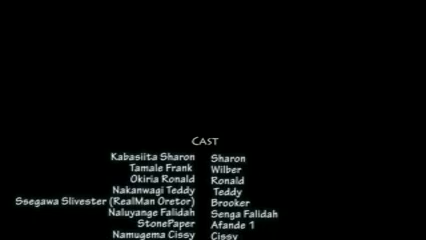 CAST
Kabasiita Sharon Sharon
Tamale Frank Wilber
Okiria Ronald Ronald
Nakanwagi Teddy Teddy
Ssegawa Slivester (RealMan Oretor) Brooker
Naluyange Falidah Senga Falidah
StonePaper Afande 1
Namugema Cissy Cissy